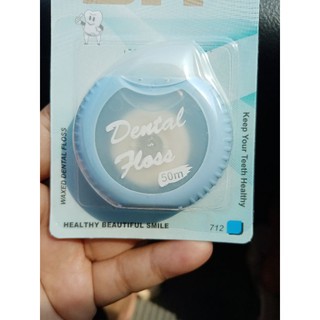 Dental
Floss
50m
WAXED DENTAL FLOSS
Keep Your Teeth Healthy
HEALTHY BEAUTIFUL SMILE
712